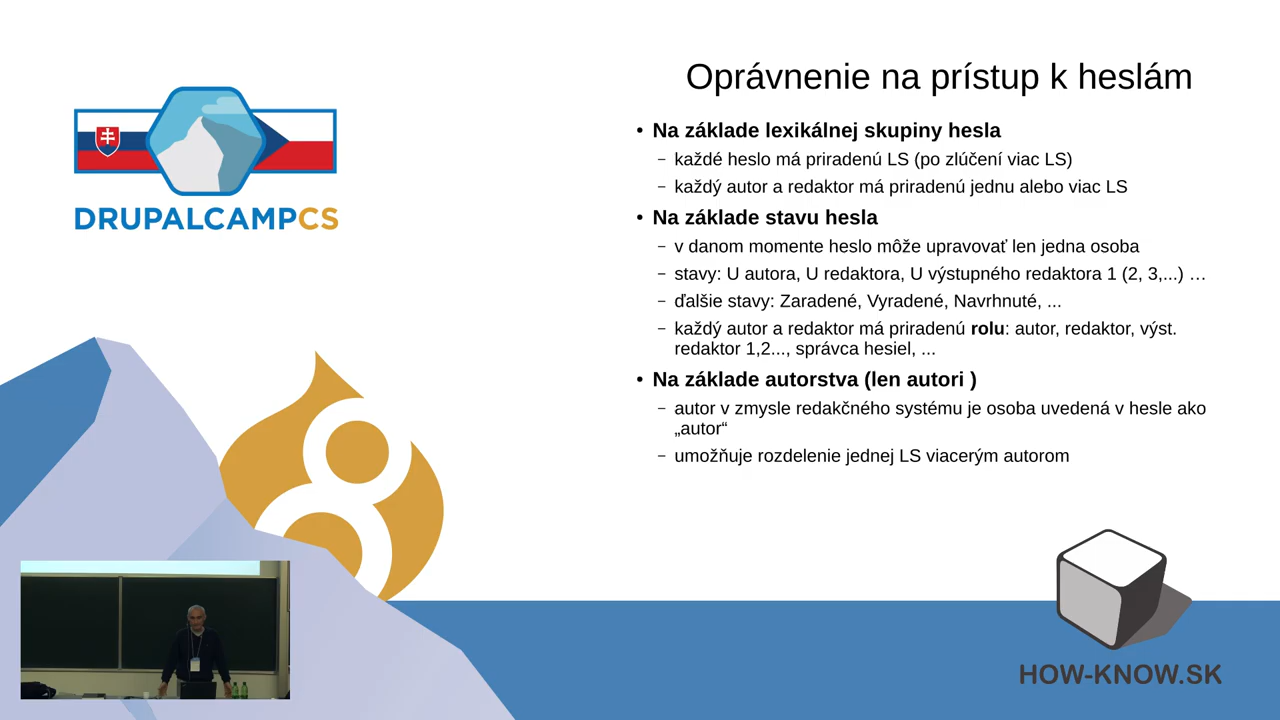 DRUPALCAMPCS
Oprávnenie na prístup k heslám
• Na základe lexikálnej skupiny hesla
– každé heslo má priradenú LS (po zlúčení viac LS)
– každý autor a redaktor má priradenú jednu alebo viac LS
• Na základe stavu hesla
– v danom momente heslo môže upravovať len jedna osoba
– stavy: U autora, U redaktora, U výstupného redaktora 1 (2, 3,...) …
– ďalšie stavy: Zaradené, Vyradené, Navrhnuté, ...
– každý autor a redaktor má priradenú rolu: autor, redaktor, výst.
redaktor 1,2..., správca hesiel, ...
• Na základe autorstva (len autori )
– autor v zmysle redakčného systému je osoba uvedená v hesle ako
„autor“
– umožňuje rozdelenie jednej LS viacerým autorom
HOW-KNOW.SK